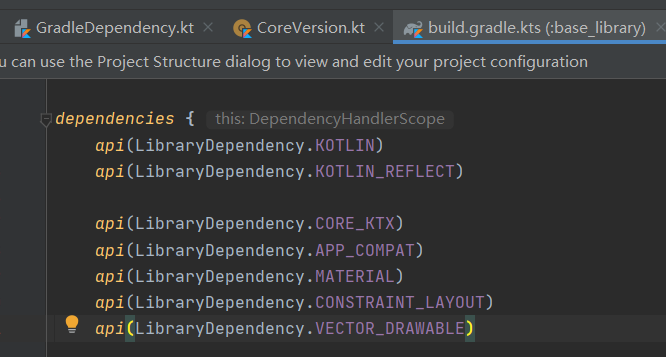 GradleDependency.kt CoreVersion.kt build.gradle.kts (:base_library)
u can use the Project Structure dialog to view and edit your project configuration
dependencies { this: DependencyHandlerScope
api(LibraryDependency.KOTLIN)
api(LibraryDependency.KOTLIN_REFLECT)
api(LibraryDependency.CORE_KTX)
api(LibraryDependency.APP_COMPAT)
api(LibraryDependency.MATERIAL)
api(LibraryDependency.CONSTRAINT_LAYOUT)
api(LibraryDependency.VECTOR_DRAWABLE)